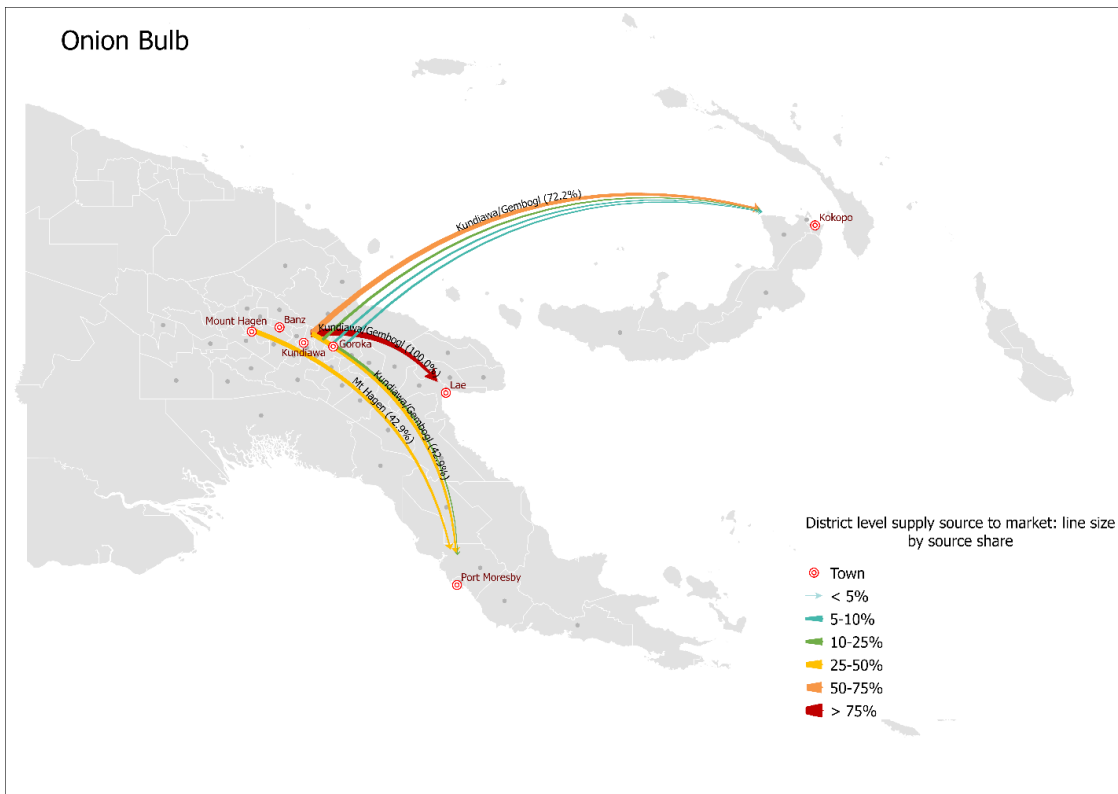 Onion Bulb
Kundiawa/Gembogl (72.2%)
Kokopo
Banz
Mount Hagen
Kundiawa/Gembogl (100.0%)
Kundiawa
Goroka
Lae
Mt Hagen (42.9%)
Kundiawa/Gembogl (42.9%)
Port Moresby
District level supply source to market: line size
by source share
Town
< 5%
5-10%
10-25%
25-50%
50-75%
> 75%